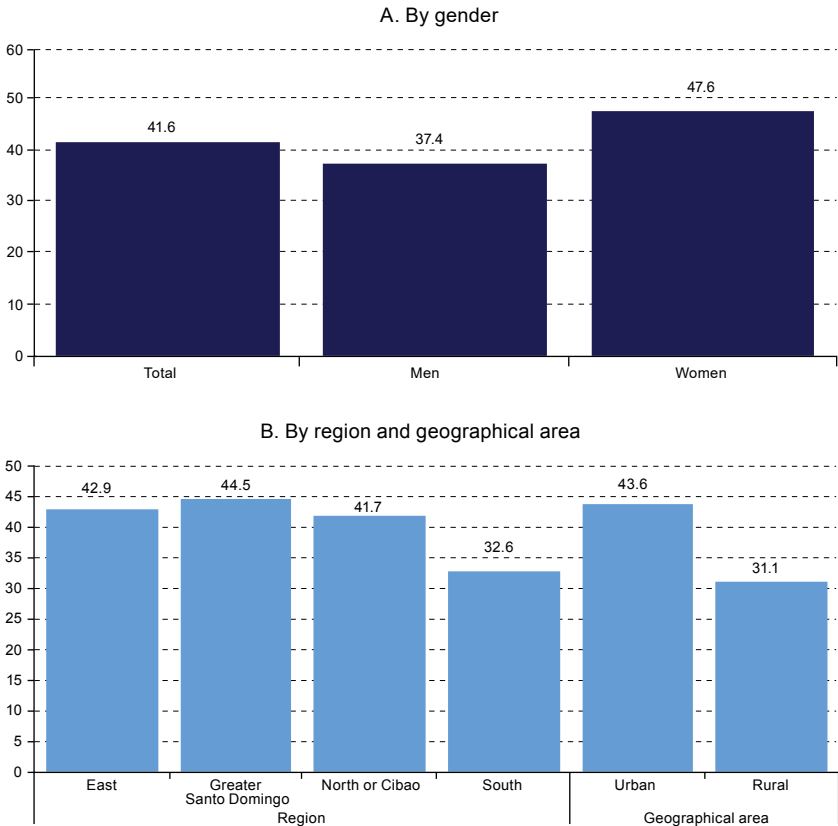 A. By gender
60
50
40
30
20
10
0
41.6
37.4
47.6
Total
Men
Women
B. By region and geographical area
50
45
40
35
30
25
20
15
10
5
0
42.9
44.5
41.7
32.6
43.6
31.1
East
Greater
Santo Domingo
North or Cibao
South
Urban
Rural
Region
Geographical area